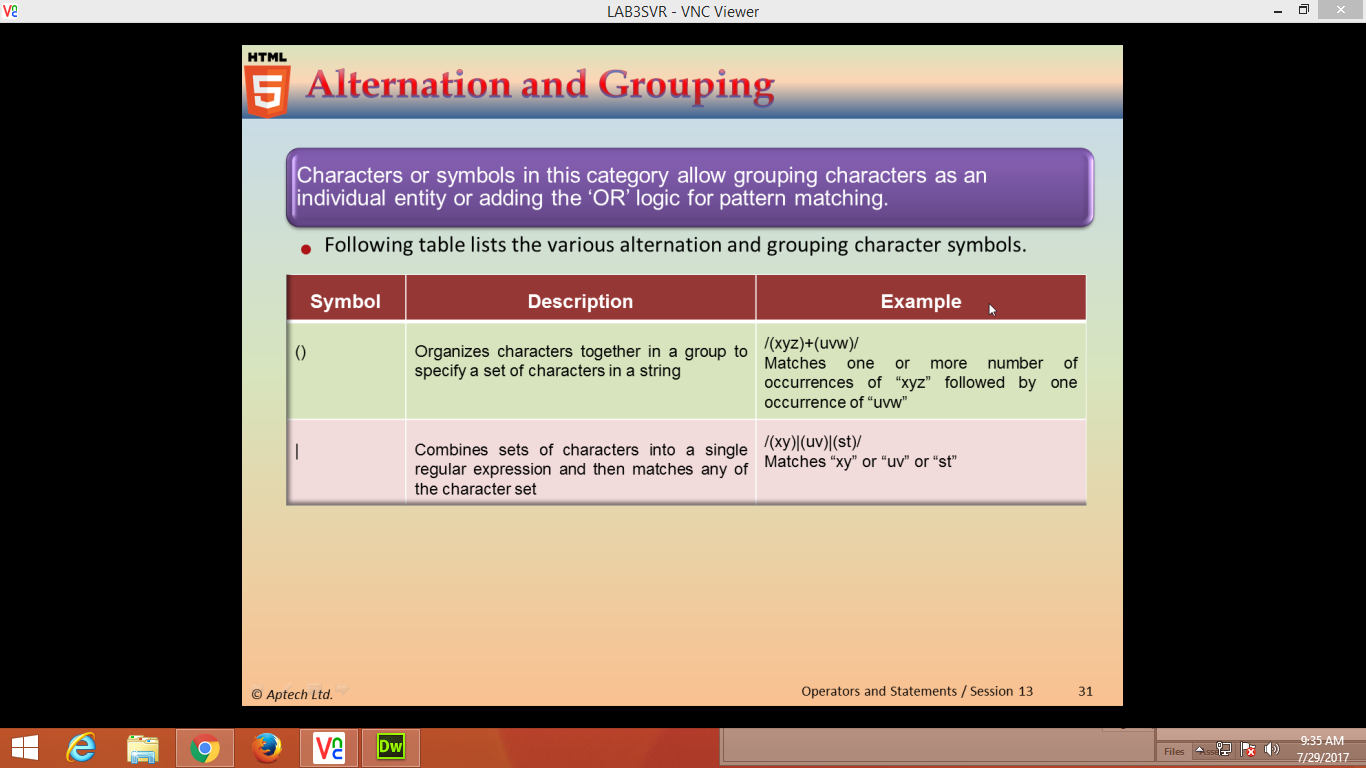 LAB3SVR - VNC Viewer
HTML
5
Alternation and Grouping
Characters or symbols in this category allow grouping characters as an
individual entity or adding the ‘OR’ logic for pattern matching.
• Following table lists the various alternation and grouping character symbols.
Symbol Description Example
()
Organizes characters together in a group to
specify a set of characters in a string
/(xyz)+(uvw)/
Matches one or more number of
occurrences of “xyz” followed by one
occurrence of “uvw”
|
Combines sets of characters into a single
regular expression and then matches any of
the character set
/(xy)|(uv)|(st)/
Matches “xy” or “uv” or “st”
© Aptech Ltd.
Operators and Statements / Session 13 31
Dw
Files
9:35 AM
7/29/2017